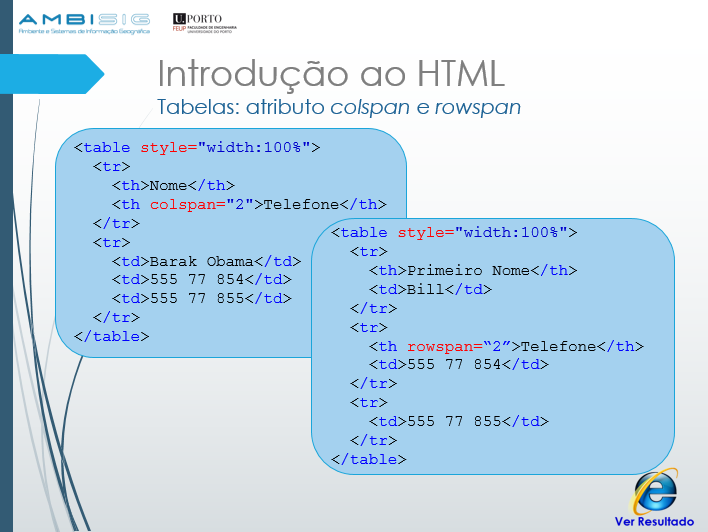 AMBISIG
Ambiente e Sistemas de Informação Geográfica
U.PORTO
FEUP FACULDADE DE ENGENHARIA
UNIVERSIDADE DO PORTO
Introdução ao HTML
Tabelas: atributo colspan e rowspan
<table style="width:100%">
<tr>
<th>Nome</th>
<th colspan="2">Telefone</th>
</tr>
<tr>
<td>Barak Obama</td>
<td>555 77 854</td>
<td>555 77 855</td>
</tr>
</table>
<table style="width:100%">
<tr>
<th>Primeiro Nome</th>
<td>Bill</td>
</tr>
<tr>
<th rowspan=“2”>Telefone</th>
<td>555 77 854</td>
</tr>
<tr>
<td>555 77 855</td>
</tr>
</table>
Ver Resultado